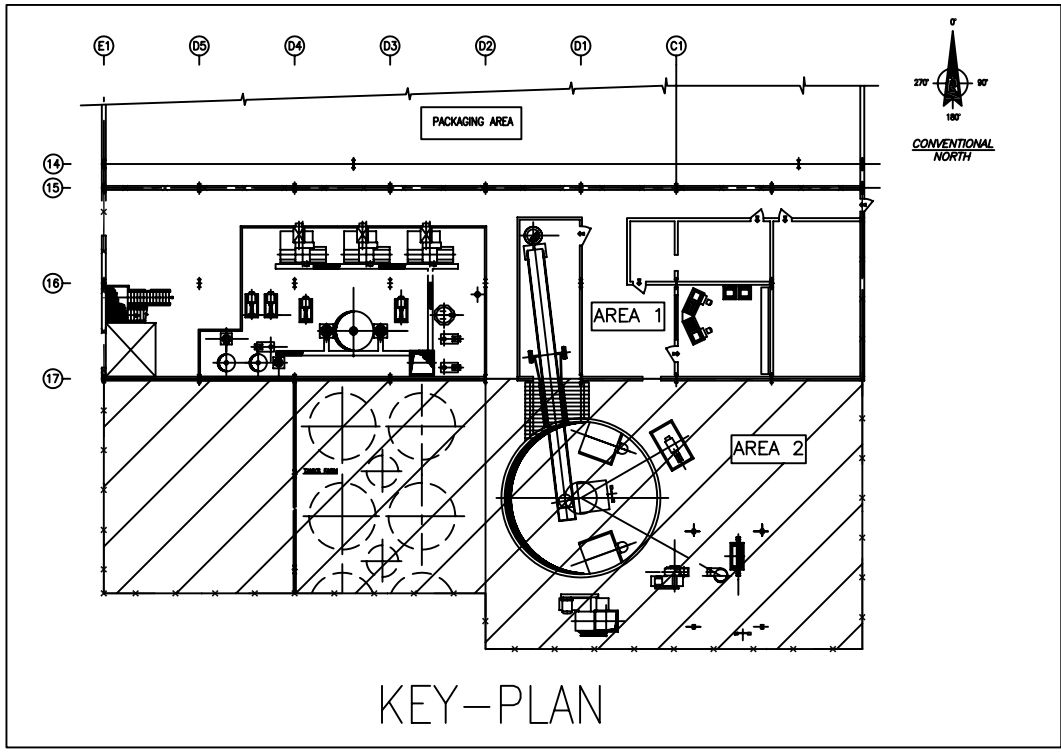 E1 D5 D4 D3 D2 D1 C1
0°
270° 90°
180°
CONVENTIONAL
NORTH
PACKAGING AREA
14
15
16
AREA 1
17
AREA 2
KEY-PLAN